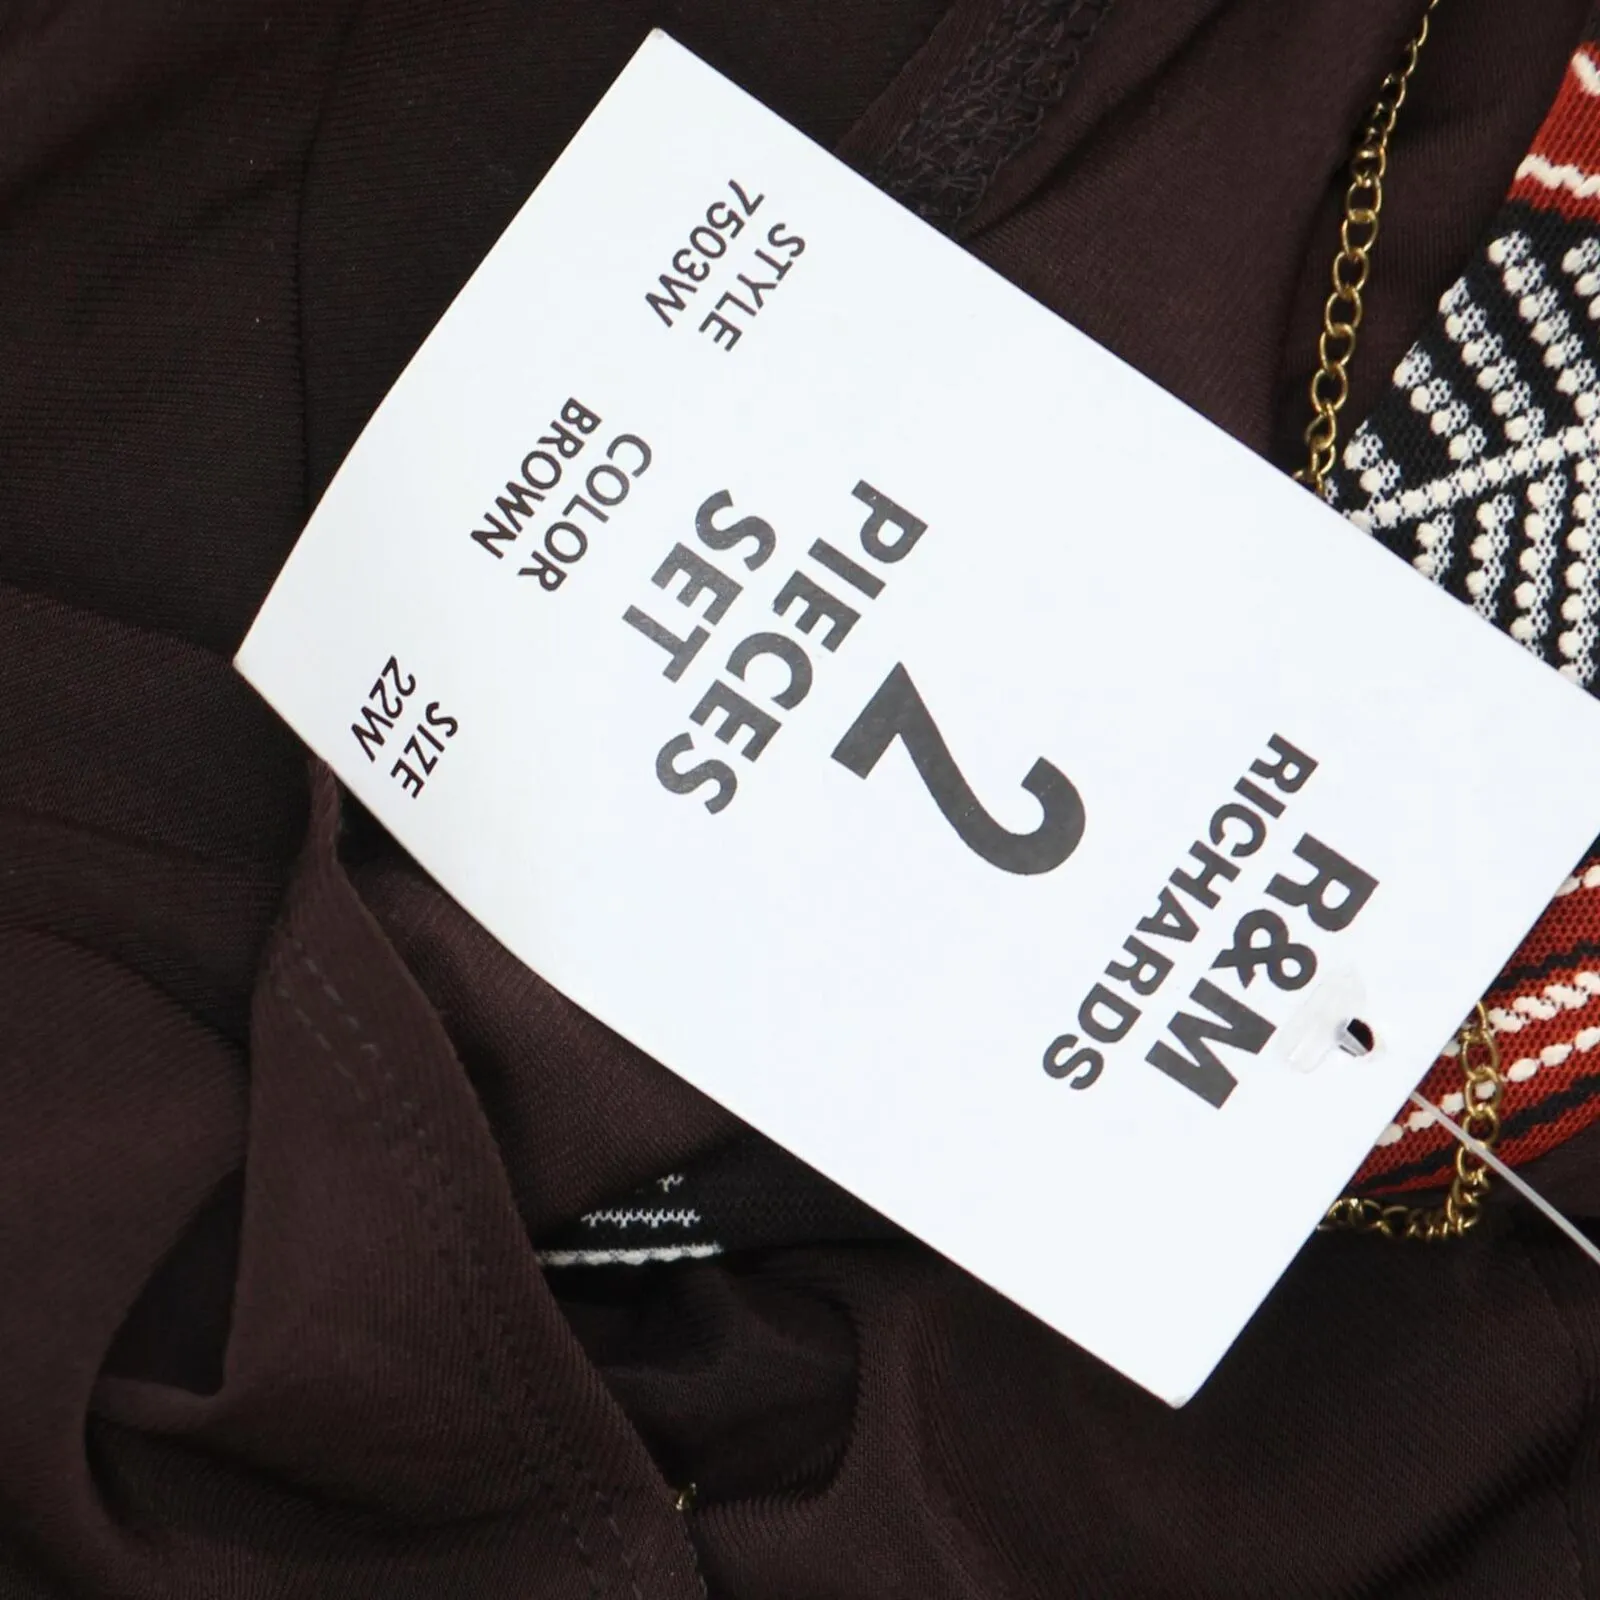 R&M
RICHARDS
2
PIECES
SET
STYLE
7503W
COLOR
BROWN
SIZE
22W